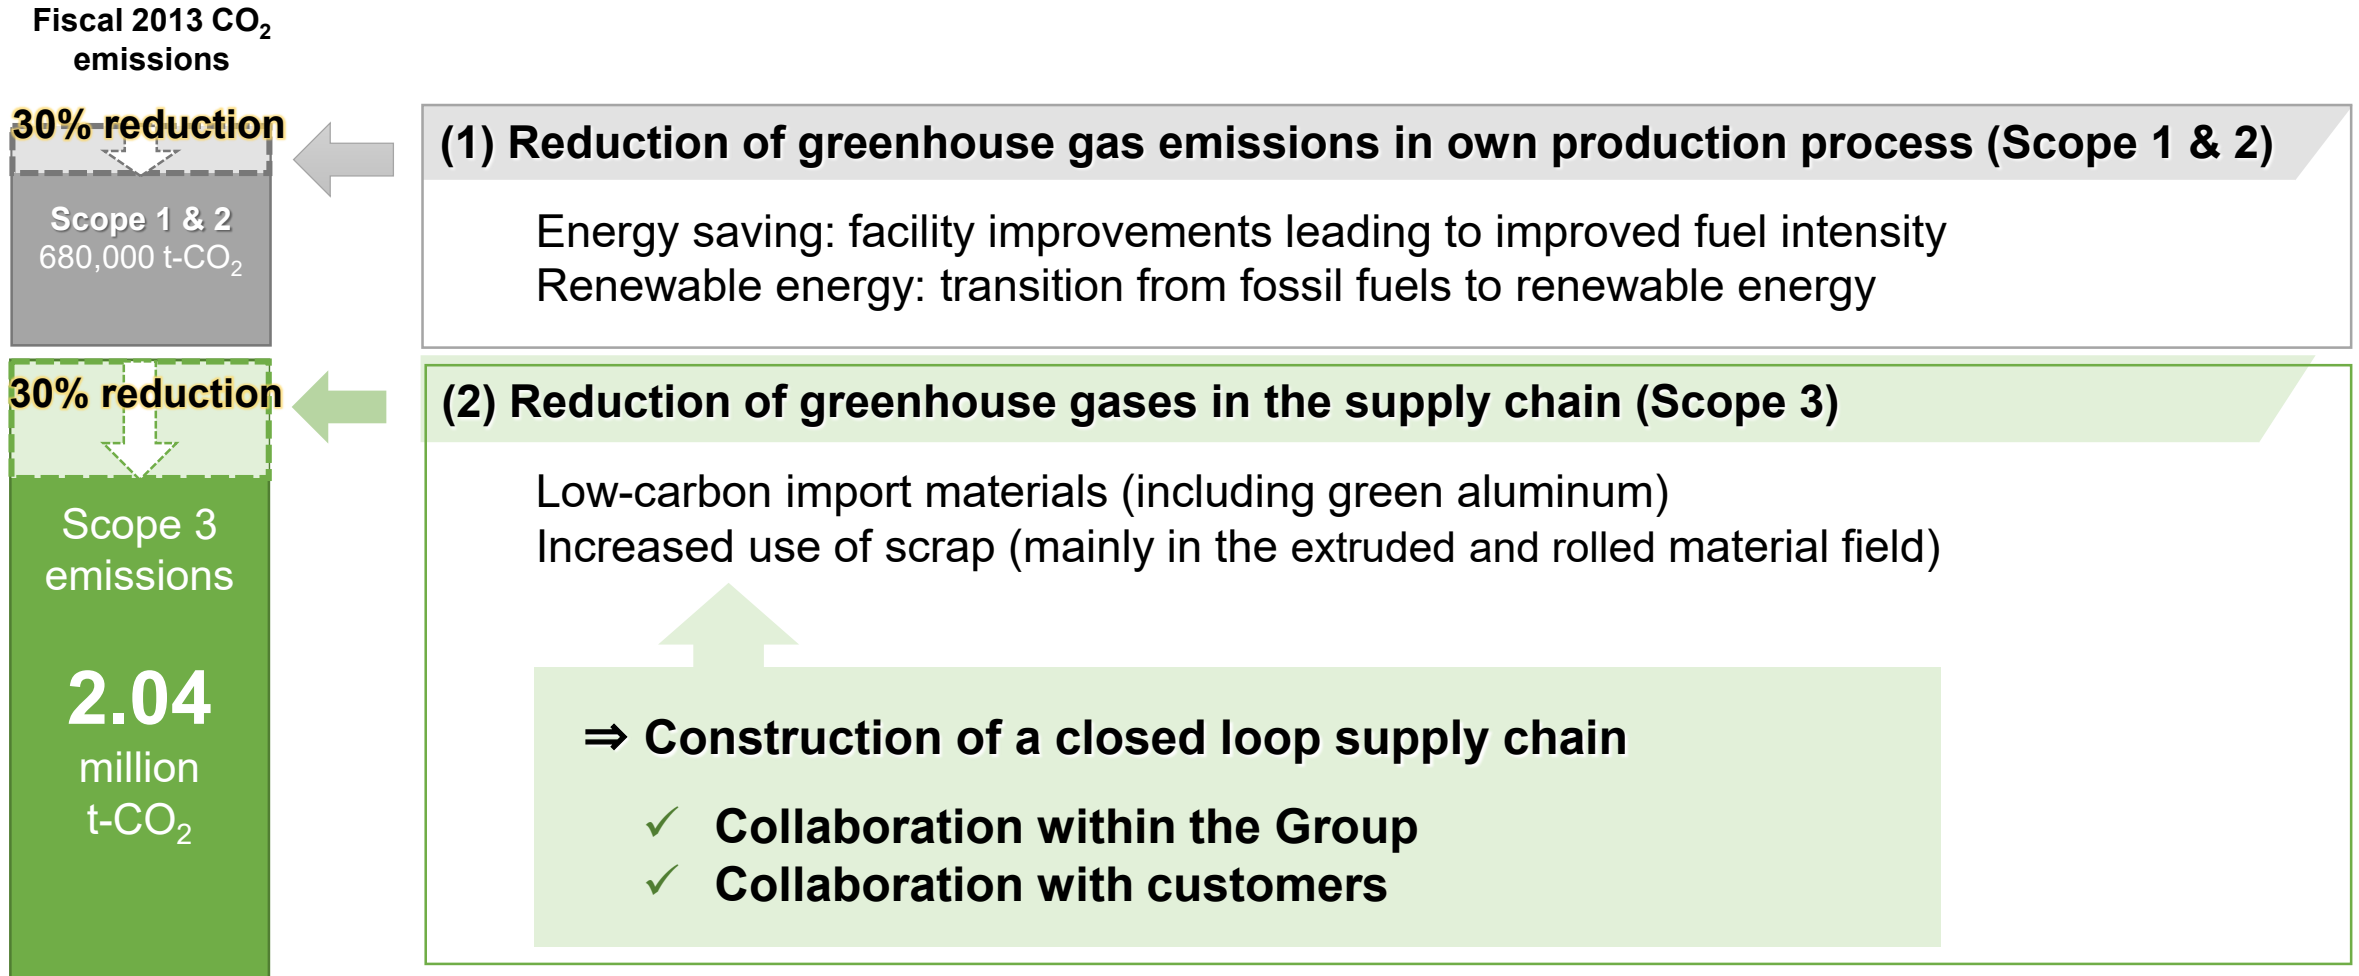 Fiscal 2013 CO₂
emissions
30% reduction
Scope 1 & 2
680,000 t-CO₂
(1) Reduction of greenhouse gas emissions in own production process (Scope 1 & 2)
Energy saving: facility improvements leading to improved fuel intensity
Renewable energy: transition from fossil fuels to renewable energy
30% reduction
Scope 3
emissions
2.04
million
t-CO₂
(2) Reduction of greenhouse gases in the supply chain (Scope 3)
Low-carbon import materials (including green aluminum)
Increased use of scrap (mainly in the extruded and rolled material field)
⇒ Construction of a closed loop supply chain
✓ Collaboration within the Group
✓ Collaboration with customers